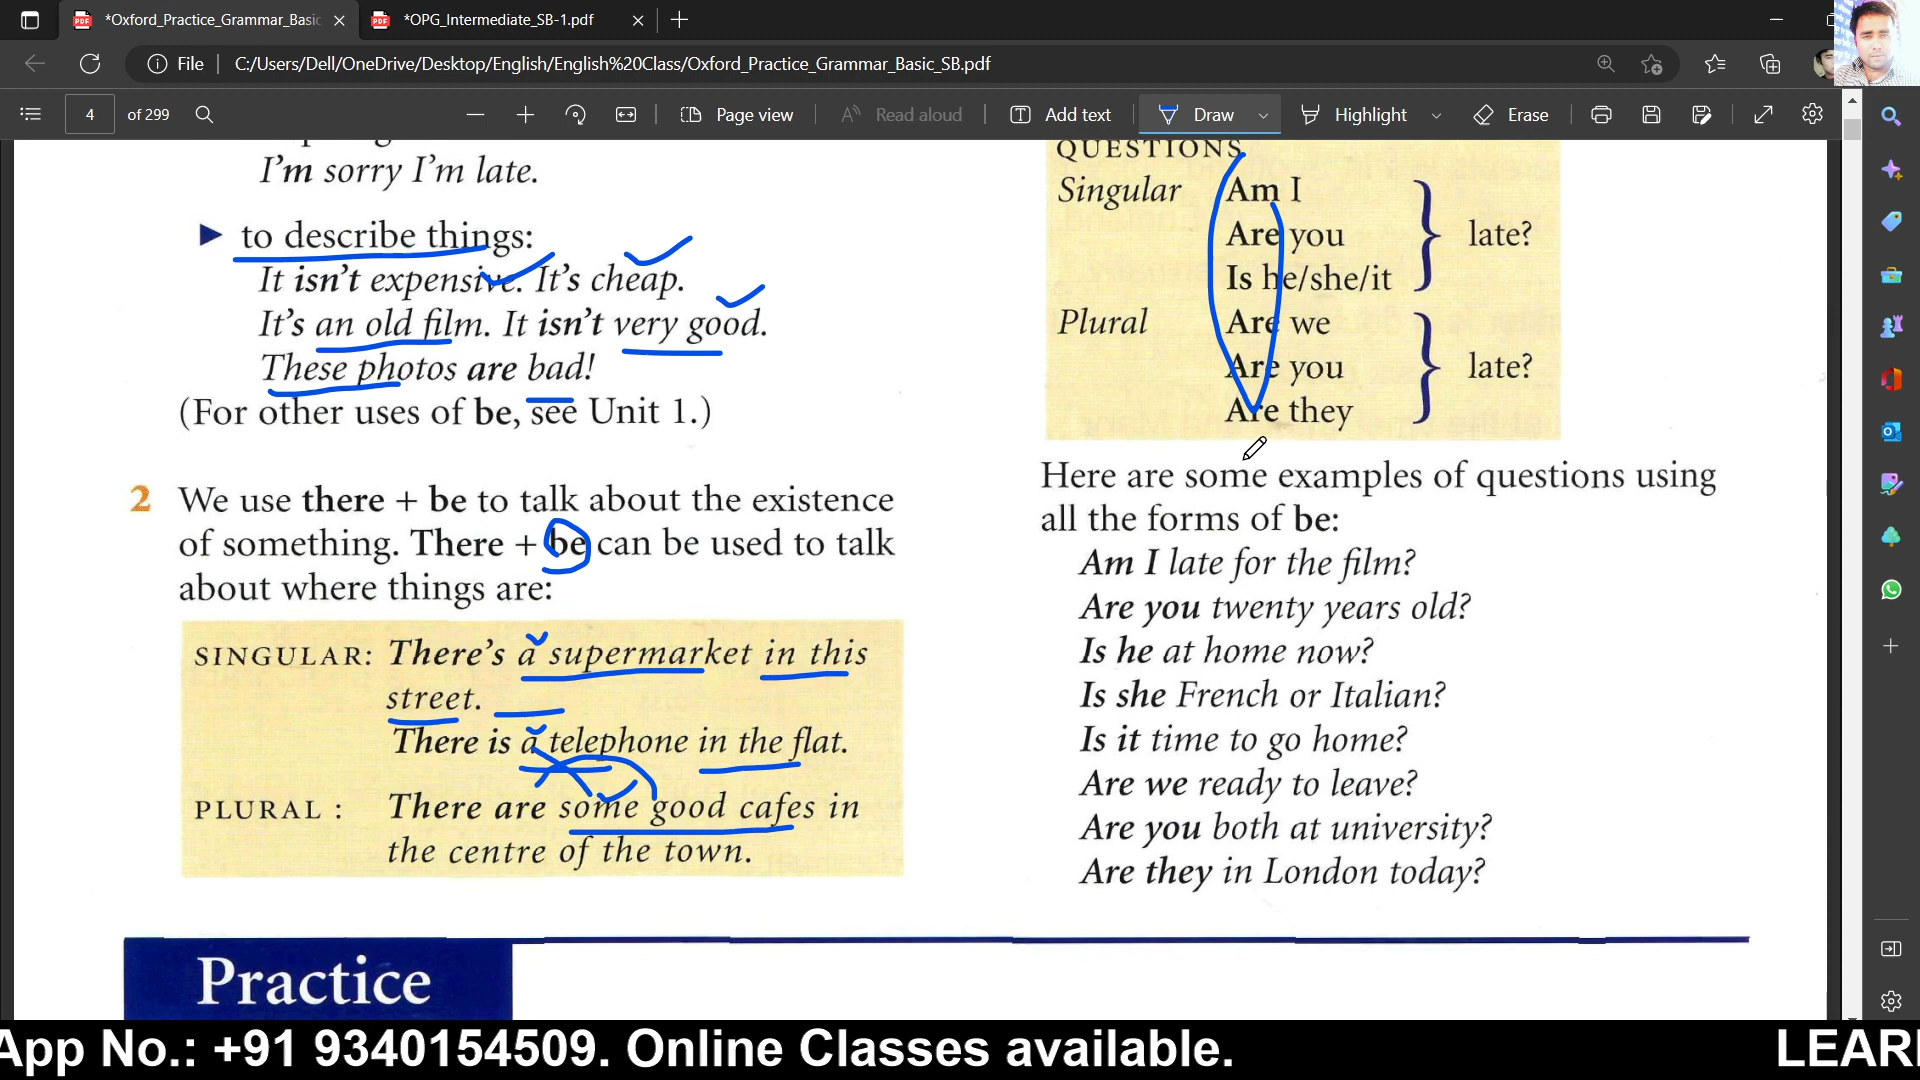 *Oxford_Practice_Grammar_Basic
*OPG_Intermediate_SB-1.pdf
File
C:/Users/Dell/OneDrive/Desktop/English/English%20Class/Oxford_Practice_Grammar_Basic_SB.pdf
4 of 299
Page view
Read aloud
Add text
Draw
Highlight
Erase
I'm sorry I'm late.
► to describe things:
It isn't expensive. It's cheap.
It's an old film. It isn't very good.
These photos are bad!
(For other uses of be, see Unit 1.)
2 We use there + be to talk about the existence
of something. There + be can be used to talk
about where things are:
SINGULAR: There's a supermarket in this
street.
There is a telephone in the flat.
PLURAL : There are some good cafes in
the centre of the town.
QUESTIONS
Singular Am I
Are you } late?
Is he/she/it
Plural Are we
Are you } late?
Are they
Here are some examples of questions using
all the forms of be:
Am I late for the film?
Are you twenty years old?
Is he at home now?
Is she French or Italian?
Is it time to go home?
Are we ready to leave?
Are you both at university?
Are they in London today?
Practice
App No.: +91 9340154509. Online Classes available.
LEAR